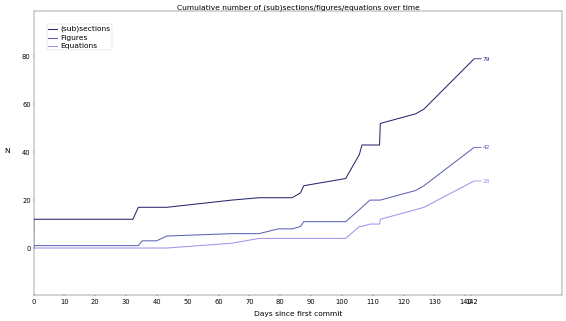 Cumulative number of (sub)sections/figures/equations over time
(sub)sections
Figures
Equations
N
80
60
40
20
0
79
42
28
0 10 20 30 40 50 60 70 80 90 100 110 120 130 140 142
Days since first commit